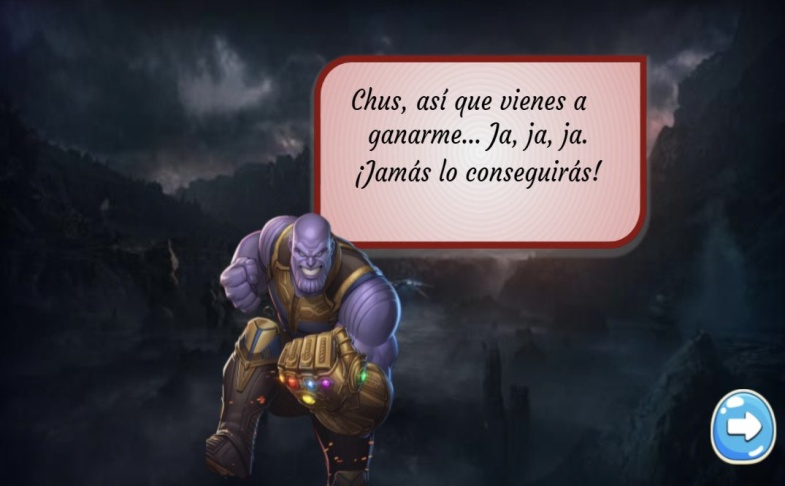 Chus, así que vienes a
ganarme... Ja, ja, ja.
¡Jamás lo conseguirás!